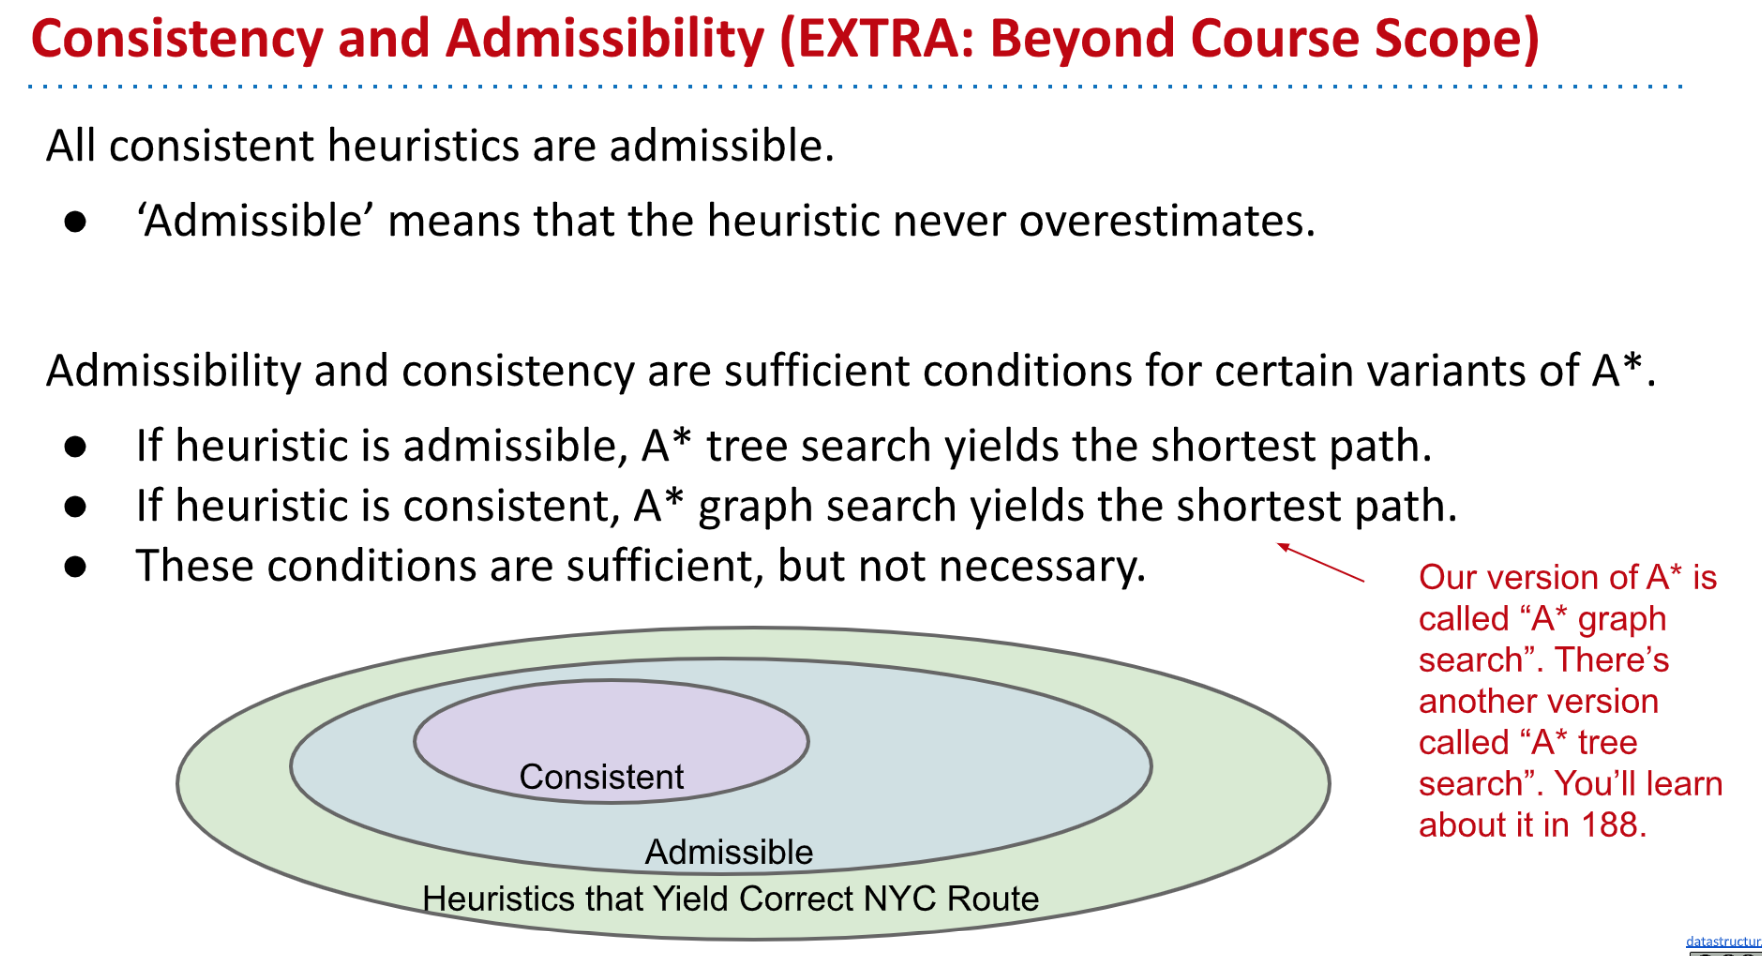 Consistency and Admissibility (EXTRA: Beyond Course Scope)
All consistent heuristics are admissible.
● ‘Admissible’ means that the heuristic never overestimates.
Admissibility and consistency are sufficient conditions for certain variants of A*.
● If heuristic is admissible, A* tree search yields the shortest path.
● If heuristic is consistent, A* graph search yields the shortest path.
● These conditions are sufficient, but not necessary.
Our version of A* is
called “A* graph
search”. There’s
another version
called “A* tree
search”. You’ll learn
about it in 188.
Consistent
Admissible
Heuristics that Yield Correct NYC Route
datastructur